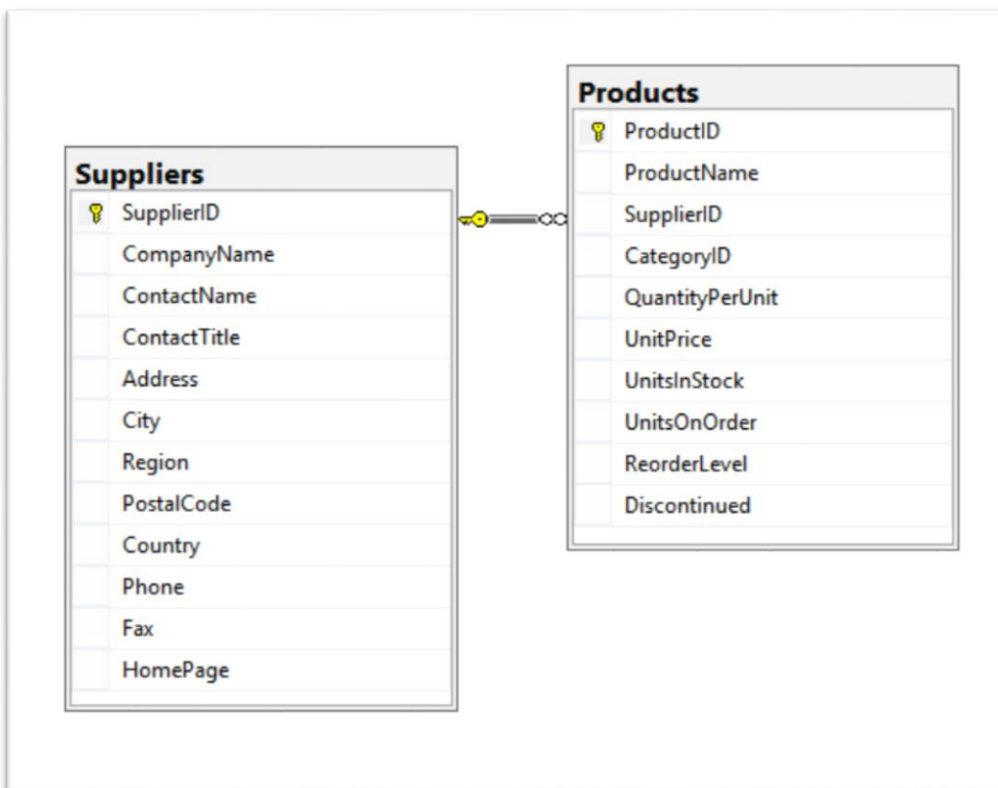 Suppliers
SupplierID
CompanyName
ContactName
ContactTitle
Address
City
Region
PostalCode
Country
Phone
Fax
HomePage
Products
ProductID
ProductName
SupplierID
CategoryID
QuantityPerUnit
UnitPrice
UnitsInStock
UnitsOnOrder
ReorderLevel
Discontinued